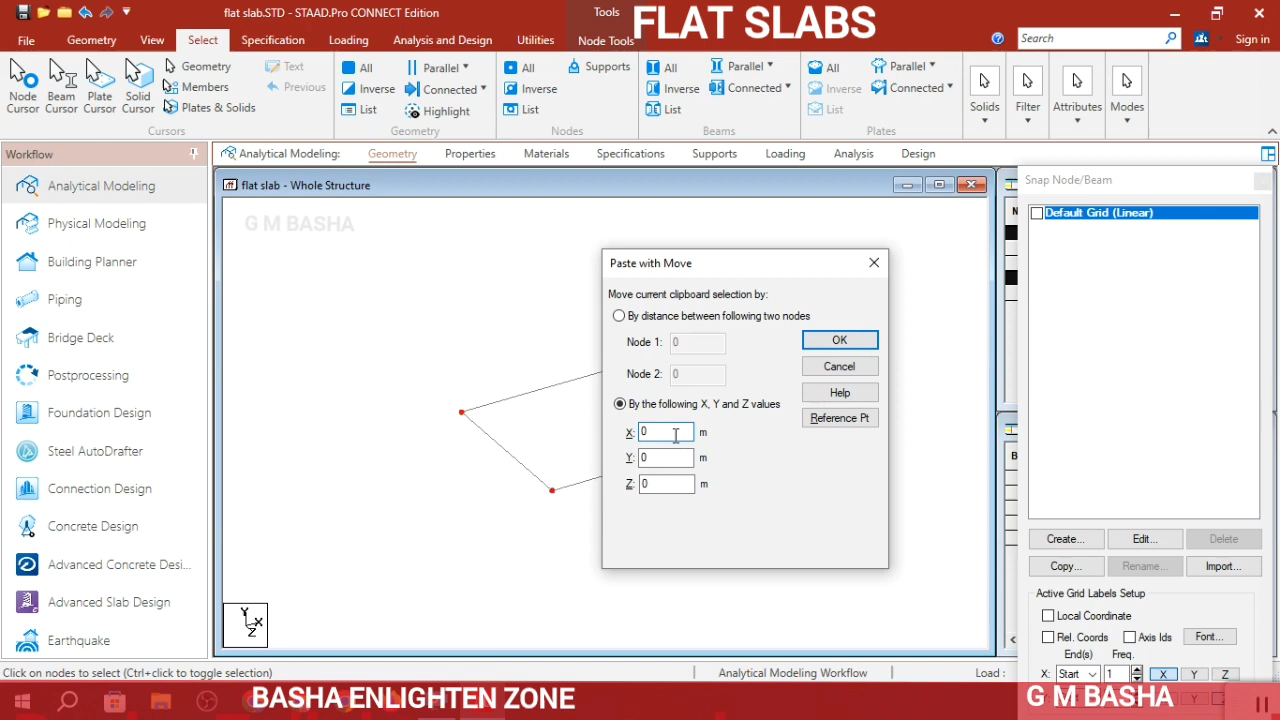 flat slab.STD - STAAD.Pro CONNECT Edition
Tools
FLAT SLABS
File
Geometry
View
Select
Specification
Loading
Analysis and Design
Utilities
Node Tools
Search
Sign in
Node Cursor
Beam Cursor
Plate Cursor
Solid Cursor
Geometry
Members
Plates & Solids
Text
Previous
Cursors
All
Inverse
List
Parallel
Connected
Highlight
Geometry
All
Inverse
List
Supports
Nodes
All
Inverse
List
Parallel
Connected
Beams
All
Inverse
List
Parallel
Connected
Plates
Solids
Filter
Attributes
Modes
Workflow
Analytical Modeling:
Geometry
Properties
Materials
Specifications
Supports
Loading
Analysis
Design
Analytical Modeling
Physical Modeling
Building Planner
Piping
Bridge Deck
Postprocessing
Foundation Design
Steel AutoDrafter
Connection Design
Concrete Design
Advanced Concrete Desi...
Advanced Slab Design
Earthquake
flat slab - Whole Structure
G M BASHA
Paste with Move
Move current clipboard selection by:
By distance between following two nodes
Node 1: 0
Node 2: 0
By the following X, Y and Z values
X: 0 m
Y: 0 m
Z: 0 m
OK
Cancel
Help
Reference Pt
Y
X
Z
N
B
Snap Node/Beam
Default Grid (Linear)
Create...
Edit...
Delete
Copy...
Rename...
Import...
Active Grid Labels Setup
Local Coordinate
Rel. Coords
Axis Ids
Font...
End(s)
Freq.
X: Start 1 X Y Z
Click on nodes to select (Ctrl+click to toggle selection)
Analytical Modeling Workflow
Load :
BASHA ENLIGHTEN ZONE
G M BASHA